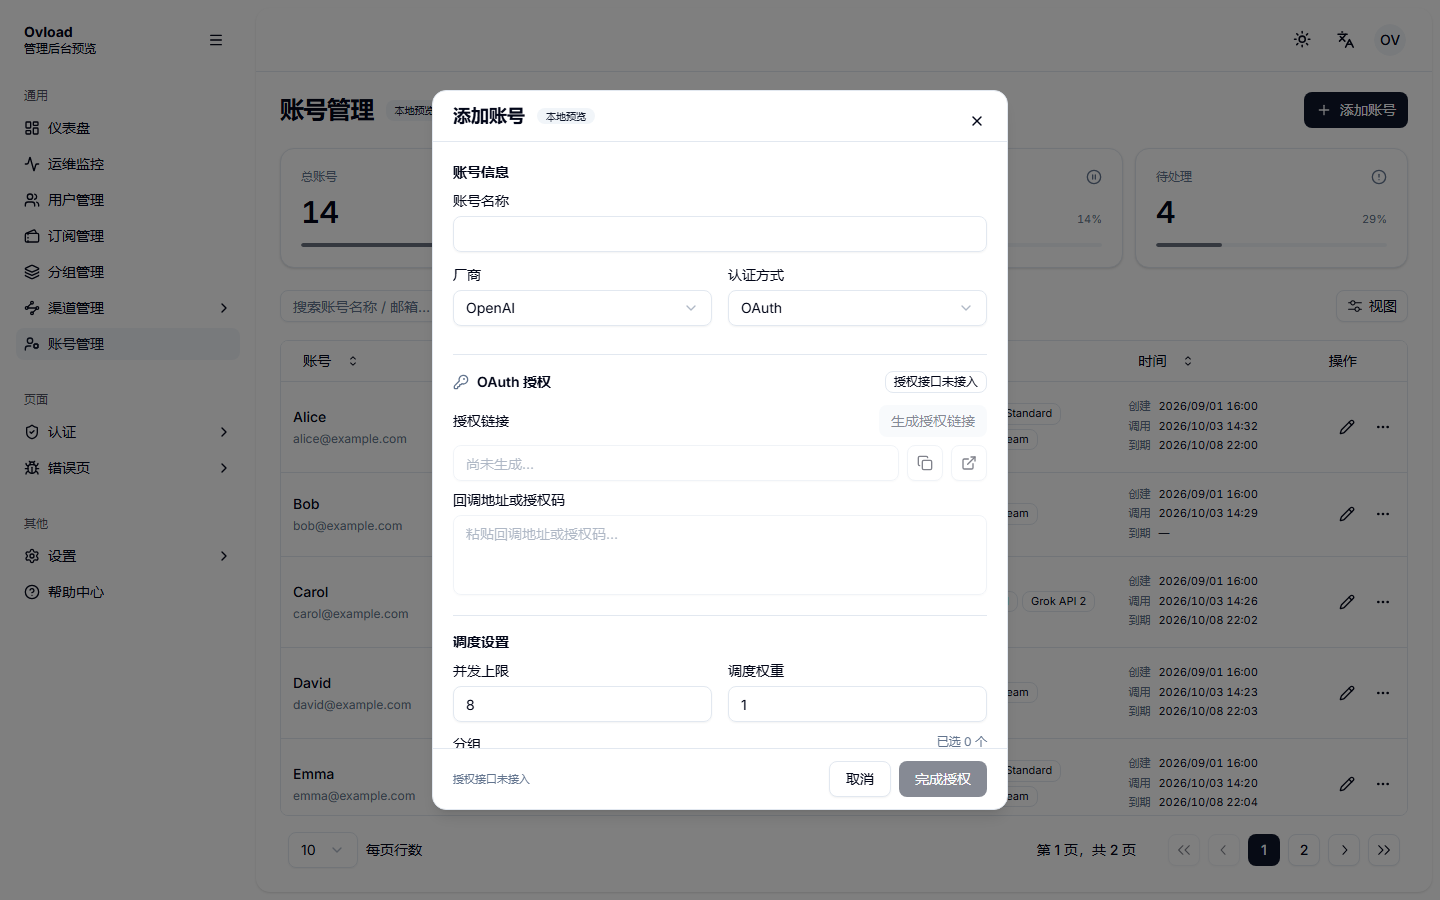 Ovload
管理后台预览
通用
仪表盘
运维监控
用户管理
订阅管理
分组管理
渠道管理
账号管理
页面
认证
错误页
其他
设置
帮助中心
OV
账号管理
本地预览
添加账号
总账号
14
14%
待处理
4
29%
搜索账号名称 / 邮箱...
视图
账号
时间
操作
Alice
alice@example.com
Standard
eam
创建 2026/09/01 16:00
调用 2026/10/03 14:32
到期 2026/10/08 22:00
Bob
bob@example.com
eam
创建 2026/09/01 16:00
调用 2026/10/03 14:29
到期 —
Carol
carol@example.com
Grok API 2
创建 2026/09/01 16:00
调用 2026/10/03 14:26
到期 2026/10/08 22:02
David
david@example.com
eam
创建 2026/09/01 16:00
调用 2026/10/03 14:23
到期 2026/10/08 22:03
Emma
emma@example.com
Standard
eam
创建 2026/09/01 16:00
调用 2026/10/03 14:20
到期 2026/10/08 22:04
10
每页行数
第 1 页，共 2 页
1
2
添加账号
本地预览
账号信息
账号名称
厂商
认证方式
OpenAI
OAuth
OAuth 授权
授权接口未接入
授权链接
生成授权链接
尚未生成...
回调地址或授权码
粘贴回调地址或授权码...
调度设置
并发上限
调度权重
8
1
分组
已选 0 个
授权接口未接入
取消
完成授权